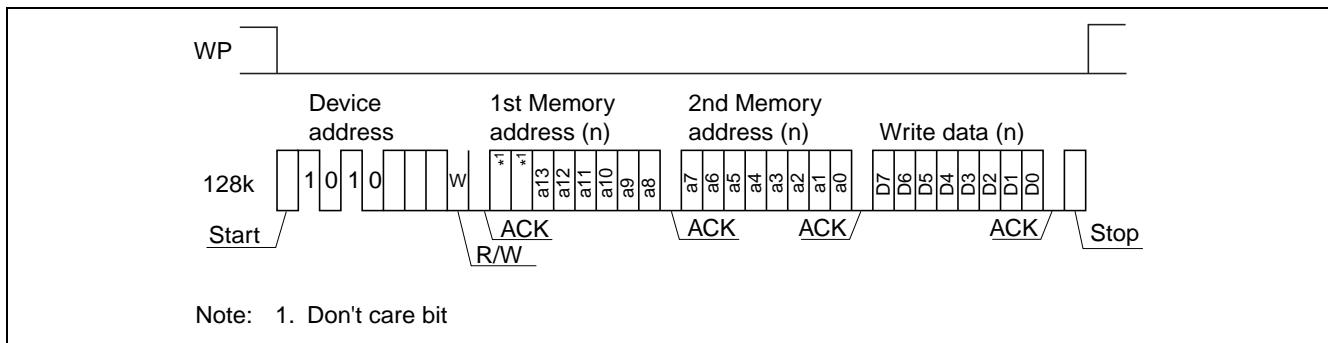 WP
Device address
1st Memory address (n)
2nd Memory address (n)
Write data (n)
128k
1 0 1 0
W
*1 *1 a13 a12 a11 a10 a9 a8
a7 a6 a5 a4 a3 a2 a1 a0
D7 D6 D5 D4 D3 D2 D1 D0
Start
R/W
ACK
ACK
ACK
ACK
Stop
Note: 1. Don't care bit